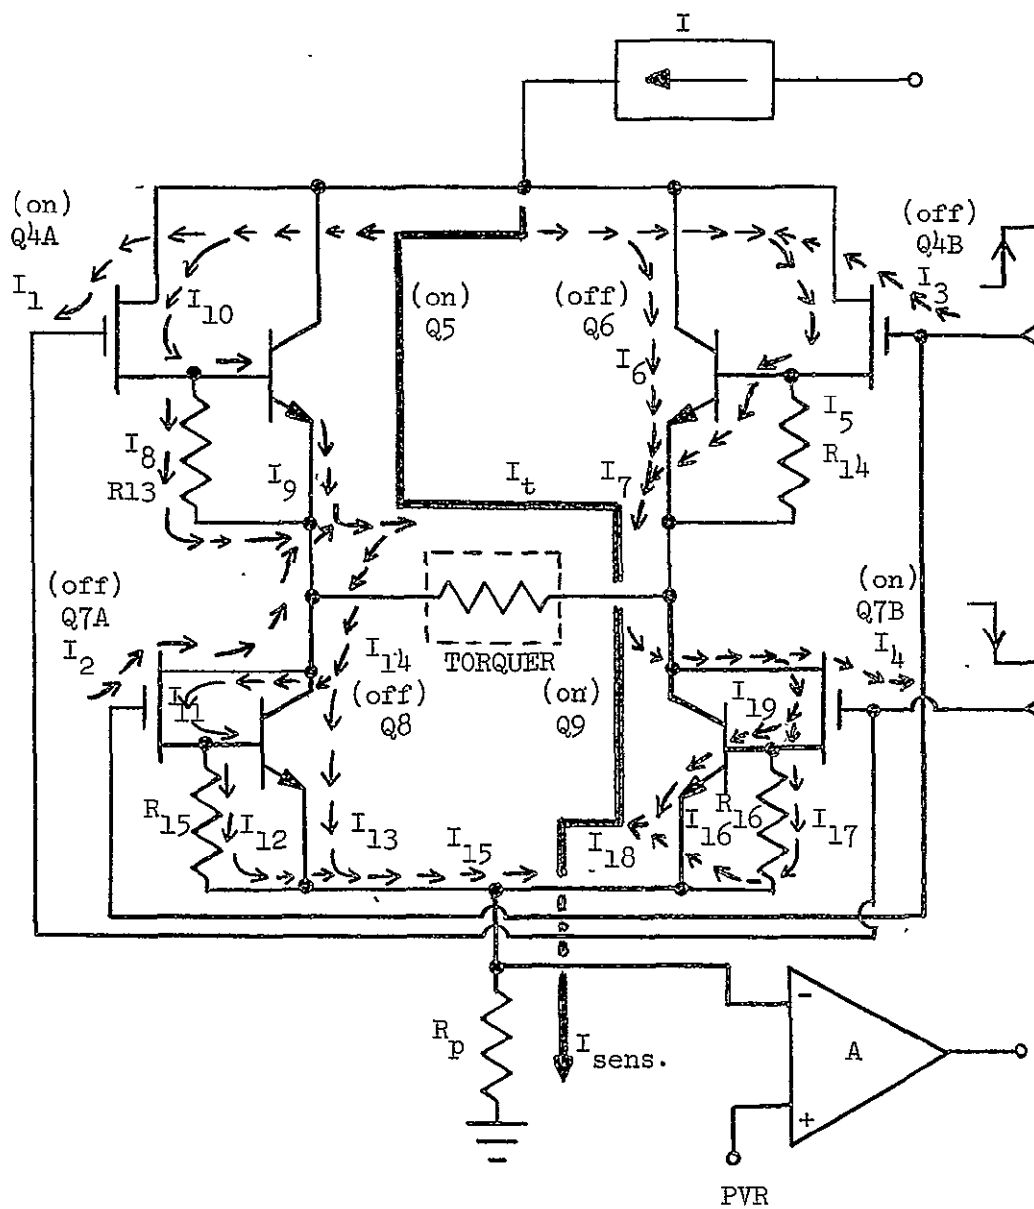 I
(on)
Q4A
I1
I10
(on)
Q5
(off)
Q6
(off)
Q4B
I3
I6
I5
R14
I8
R13
I9
It
I7
(off)
Q7A
I2
(on)
Q7B
I4
TORQUER
I14
(off)
Q8
(on)
Q9
I11
I19
R15
I12
I13
I15
I18
I16
R16
I17
Rp
Isens.
-
A
+
PVR